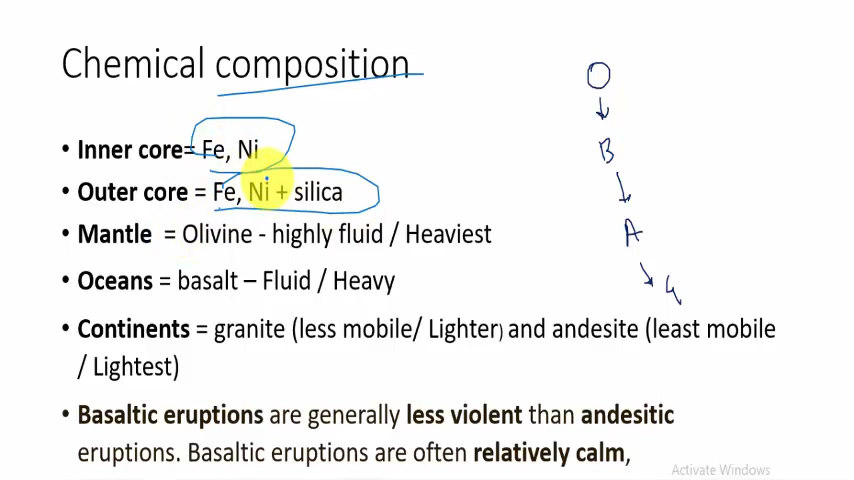 Chemical composition
• Inner core= Fe, Ni
• Outer core = Fe, Ni + silica
• Mantle = Olivine - highly fluid / Heaviest
• Oceans = basalt – Fluid / Heavy
• Continents = granite (less mobile/ Lighter) and andesite (least mobile
/ Lightest)
• Basaltic eruptions are generally less violent than andesitic
eruptions. Basaltic eruptions are often relatively calm,
O
↓
B
↓
A
↘
Activate Windows